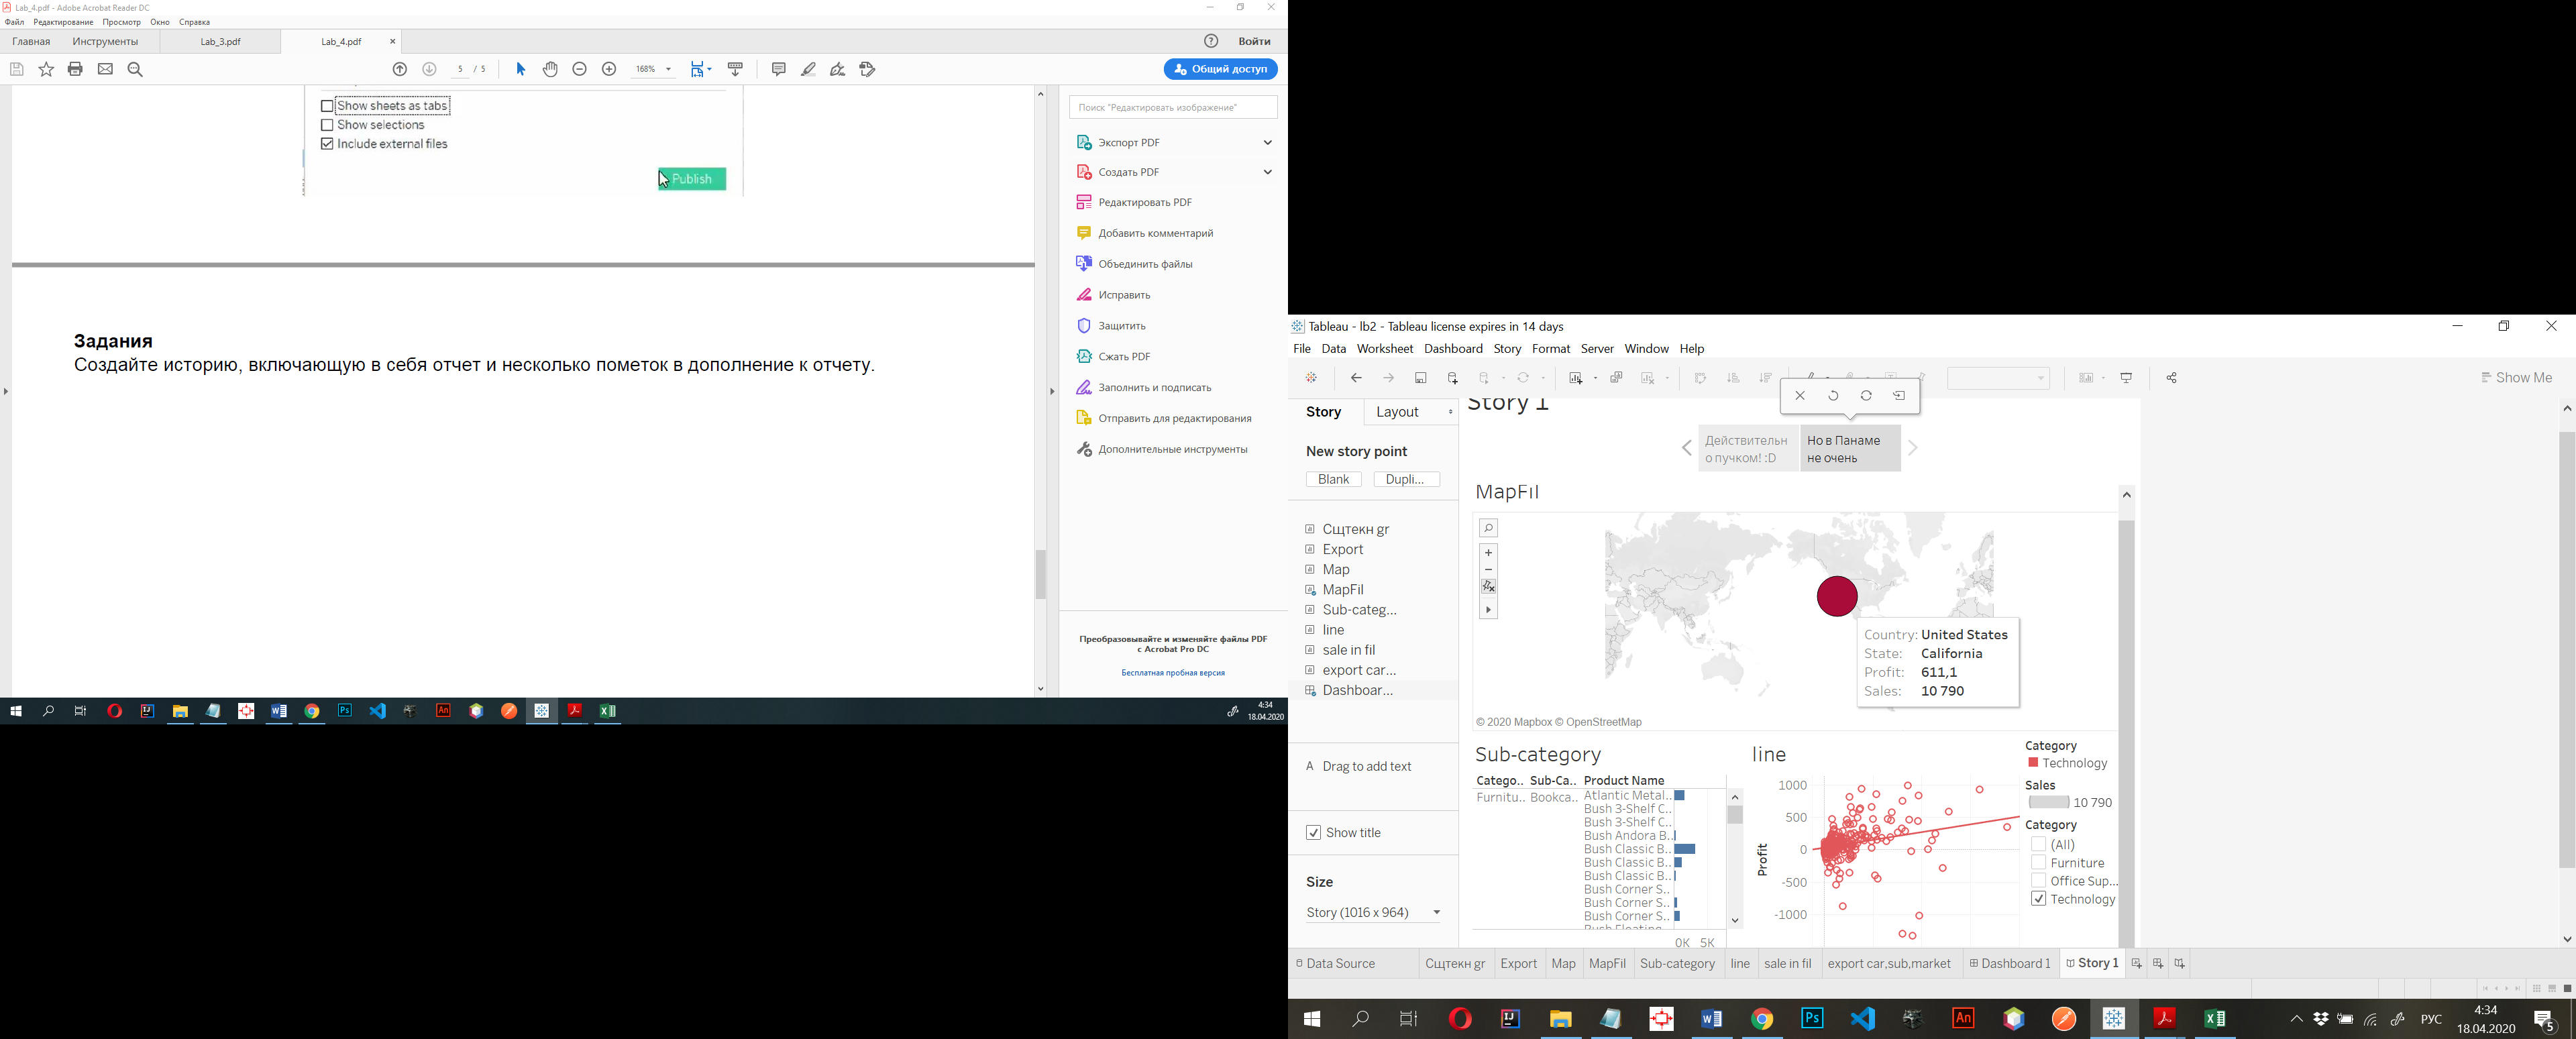 Lab_4.pdf - Adobe Acrobat Reader DC
Файл Редактирование Просмотр Окно Справка
Главная Инструменты Lab_3.pdf Lab_4.pdf × Войти
5 / 5 168% Общий доступ
Show sheets as tabs
Show selections
Include external files
Publish
Задания
Создайте историю, включающую в себя отчет и несколько пометок в дополнение к отчету.
Поиск "Редактировать изображение"
Экспорт PDF
Создать PDF
Редактировать PDF
Добавить комментарий
Объединить файлы
Исправить
Защитить
Сжать PDF
Заполнить и подписать
Отправить для редактирования
Дополнительные инструменты
Преобразовывайте и изменяйте файлы PDF
с Acrobat Pro DC
Бесплатная пробная версия
4:34
18.04.2020
Tableau - lb2 - Tableau license expires in 14 days
File Data Worksheet Dashboard Story Format Server Window Help
Show Me
Story Layout
New story point
Blank Dupli...
Сщтекн gr
Export
Map
MapFil
Sub-categ...
line
sale in fil
export car...
Dashboar...
A Drag to add text
Show title
Size
Story (1016 x 964)
Story 1
Действительн
о пучком! :D
Но в Панаме
не очень
MapFil
Country: United States
State: California
Profit: 611,1
Sales: 10 790
© 2020 Mapbox © OpenStreetMap
Sub-category
Catego.. Sub-Ca.. Product Name
Furnitu.. Bookca.. Atlantic Metal..
Bush 3-Shelf C..
Bush 3-Shelf C..
Bush Andora B..
Bush Classic B..
Bush Classic B..
Bush Classic B..
Bush Corner S..
Bush Corner S..
Bush Corner S..
Bush Floating
0K 5K
line
Profit
1000
500
0
-500
-1000
Category
Technology
Sales
10 790
Category
(All)
Furniture
Office Sup...
Technology
Data Source Сщтекн gr Export Map MapFil Sub-category line sale in fil export car,sub,market Dashboard 1 Story 1
РУС
4:34
18.04.2020
5